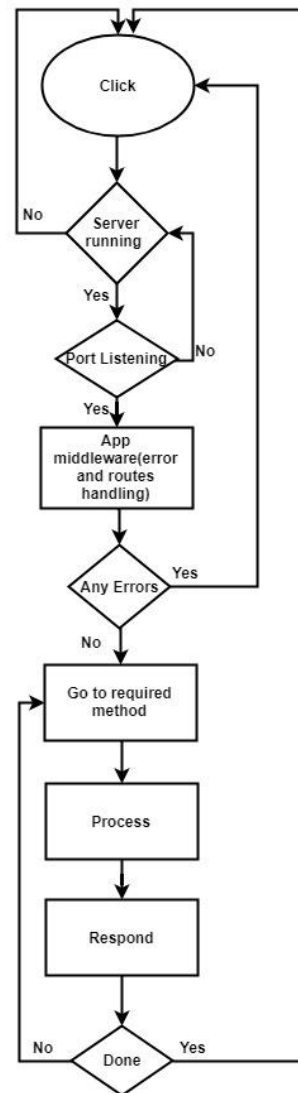 Click
No
Server
running
Yes
Port Listening
No
Yes
App
middleware(error
and routes
handling)
Any Errors
Yes
No
Go to required
method
Process
Respond
No
Done
Yes